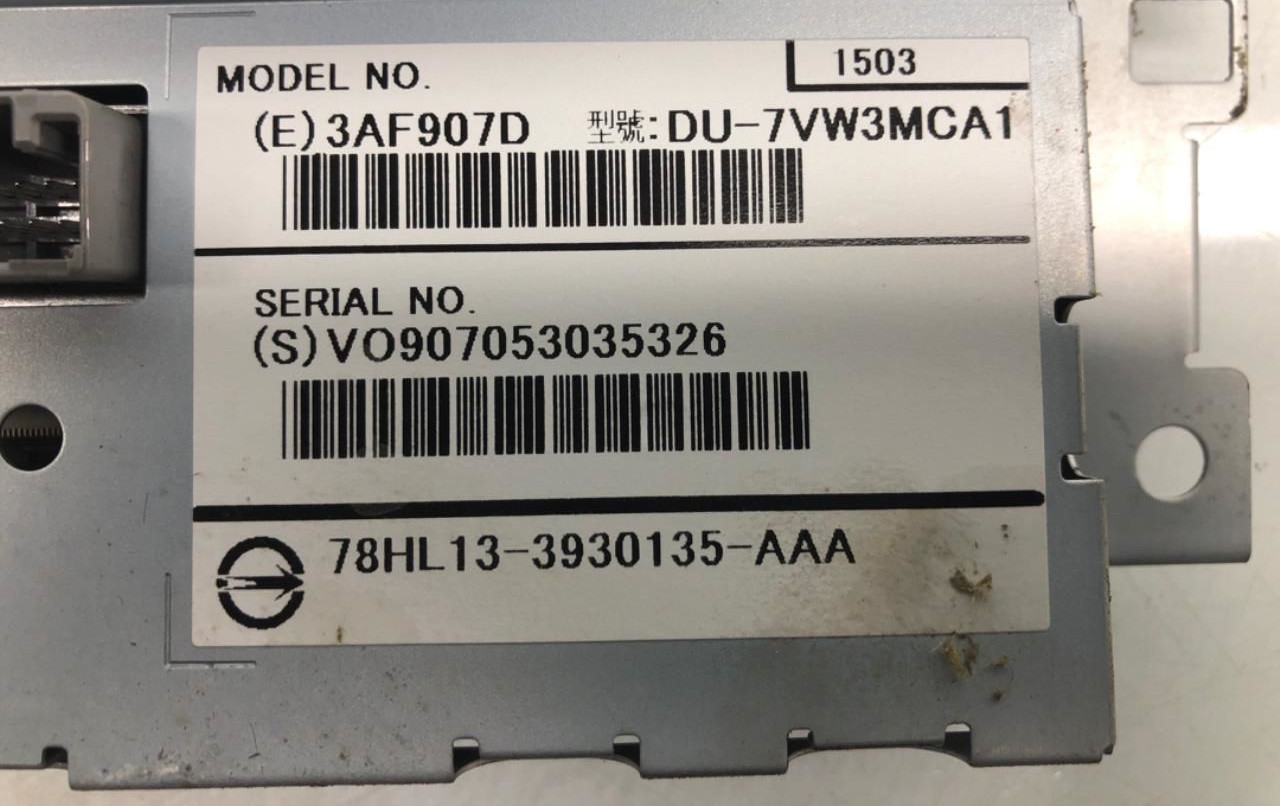 1503
MODEL NO.
(E)3AF907D 型號:DU-7VW3MCA1
SERIAL NO.
(S)VO907053035326
78HL13-3930135-AAA